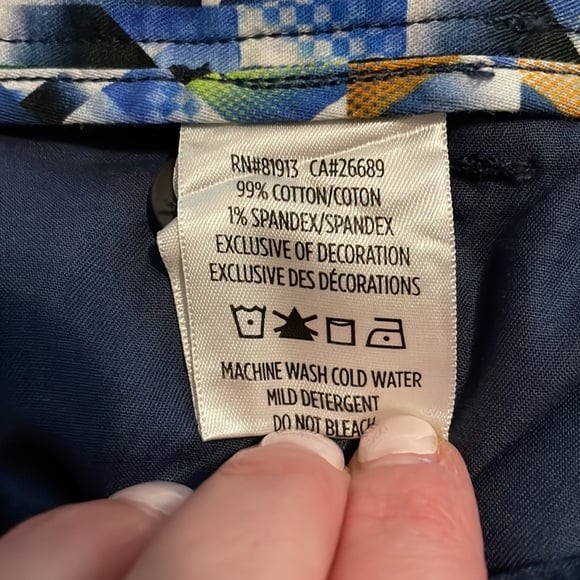 RN#81913 CA#26689
99% COTTON/COTON
1% SPANDEX/SPANDEX
EXCLUSIVE OF DECORATION
EXCLUSIVE DES DÉCORATIONS
MACHINE WASH COLD WATER
MILD DETERGENT
DO NOT BLEACH